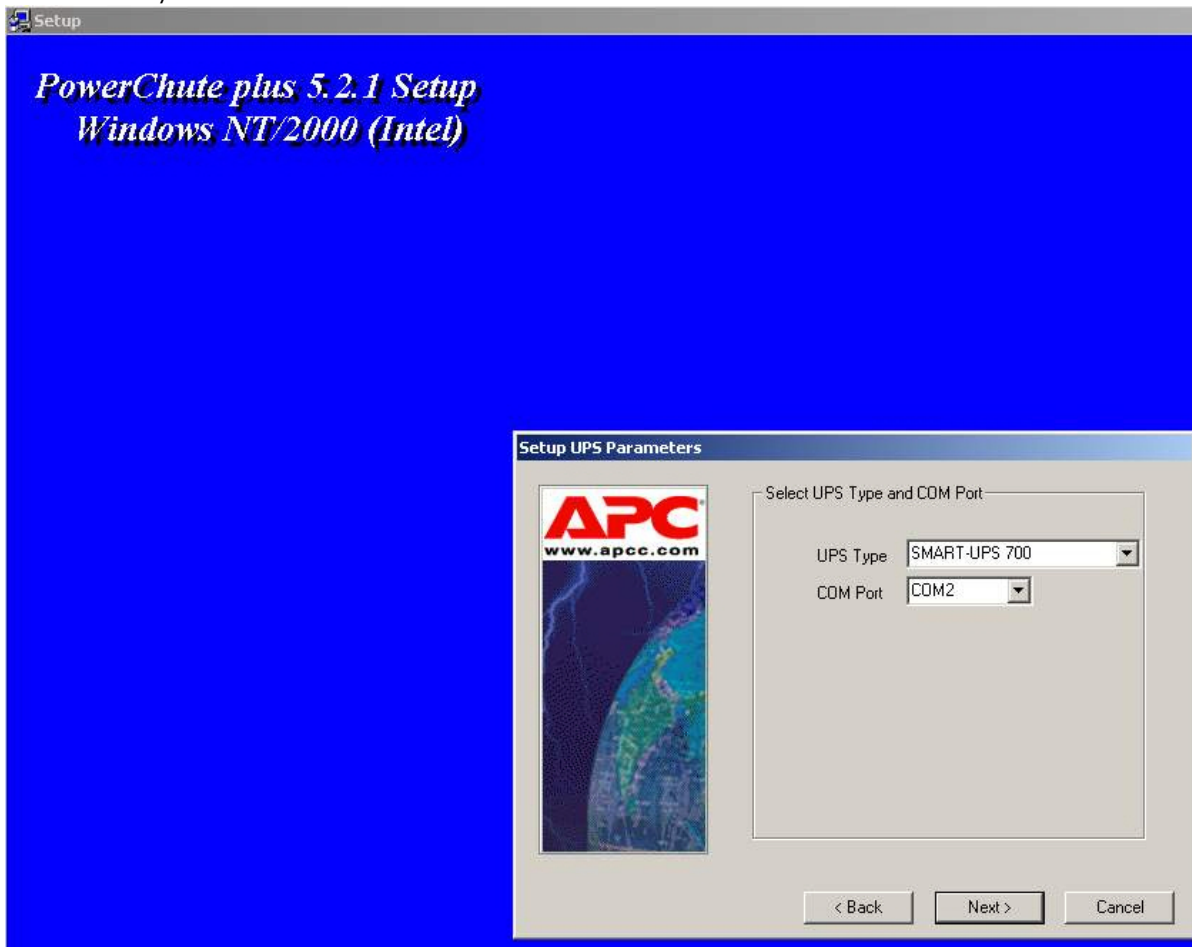 Setup
PowerChute plus 5.2.1 Setup
Windows NT/2000 (Intel)
Setup UPS Parameters
APC
www.apcc.com
Select UPS Type and COM Port
UPS Type SMART-UPS 700
COM Port COM2
< Back Next > Cancel